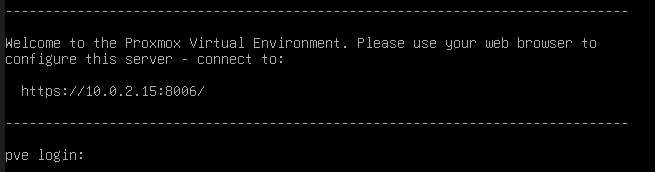 ------------------------------------------------------------------------------
Welcome to the Proxmox Virtual Environment. Please use your web browser to
configure this server - connect to:
https://10.0.2.15:8006/
------------------------------------------------------------------------------
pve login: